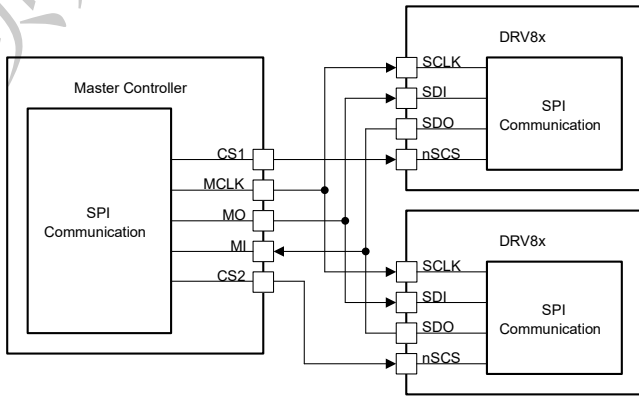 Master Controller
SPI
Communication
CS1
MCLK
MO
MI
CS2
DRV8x
SCLK
SDI
SDO
nSCS
SPI
Communication
DRV8x
SCLK
SDI
SDO
nSCS
SPI
Communication